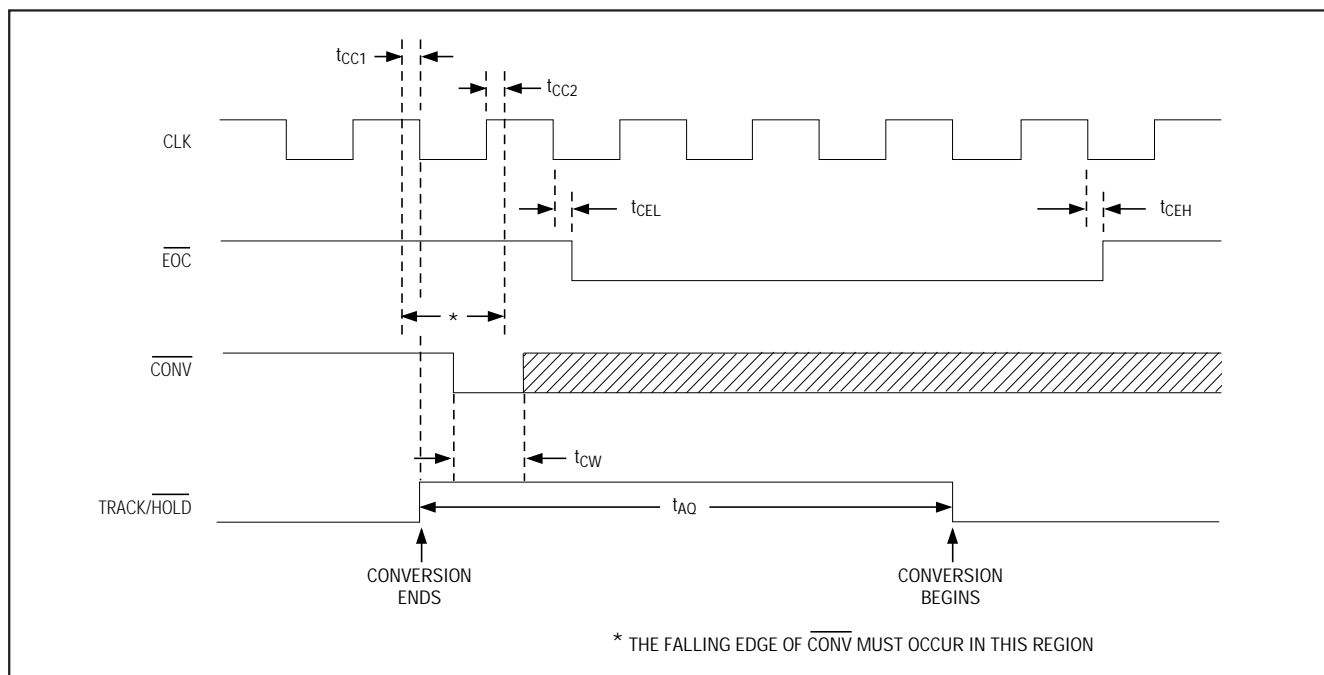 tCC1
tCC2
CLK
tCEL
tCEH
EOC
*
CONV
tCW
TRACK/HOLD
tAQ
CONVERSION
ENDS
CONVERSION
BEGINS
* THE FALLING EDGE OF CONV MUST OCCUR IN THIS REGION